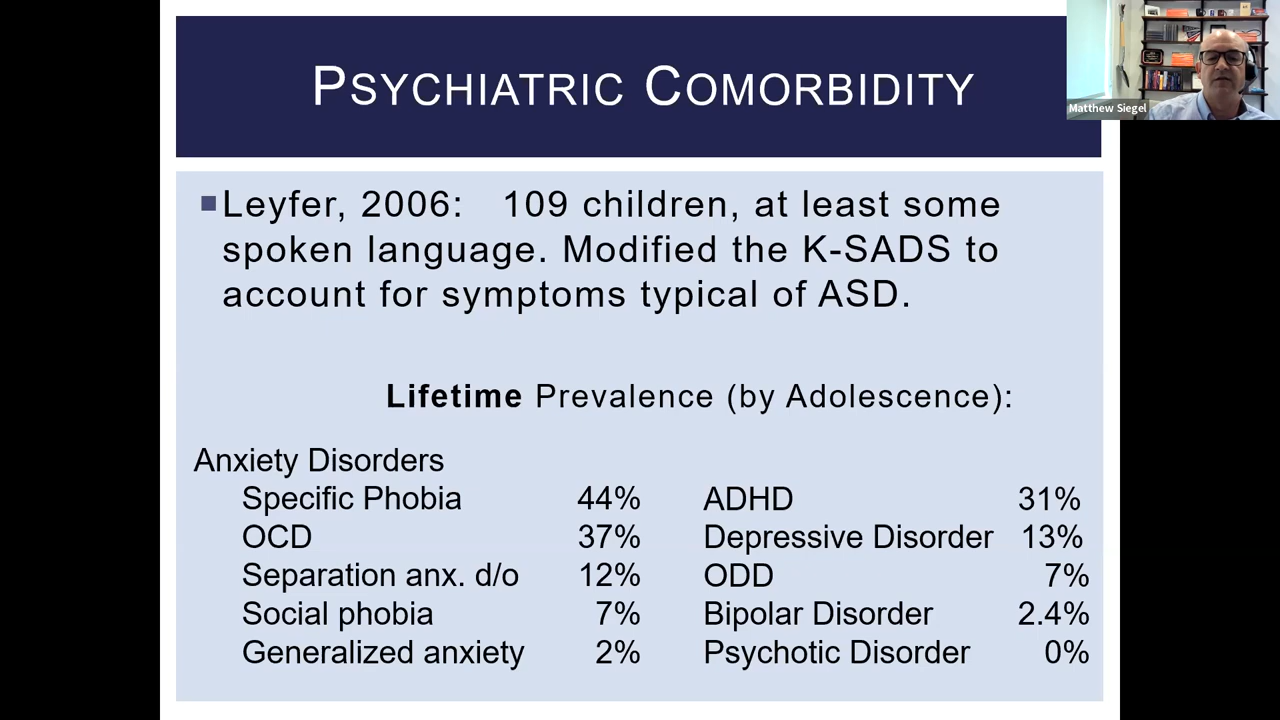 PSYCHIATRIC COMORBIDITY
Matthew Siegel
Leyfer, 2006: 109 children, at least some
spoken language. Modified the K-SADS to
account for symptoms typical of ASD.
Lifetime Prevalence (by Adolescence):
Anxiety Disorders
Specific Phobia 44% ADHD 31%
OCD 37% Depressive Disorder 13%
Separation anx. d/o 12% ODD 7%
Social phobia 7% Bipolar Disorder 2.4%
Generalized anxiety 2% Psychotic Disorder 0%